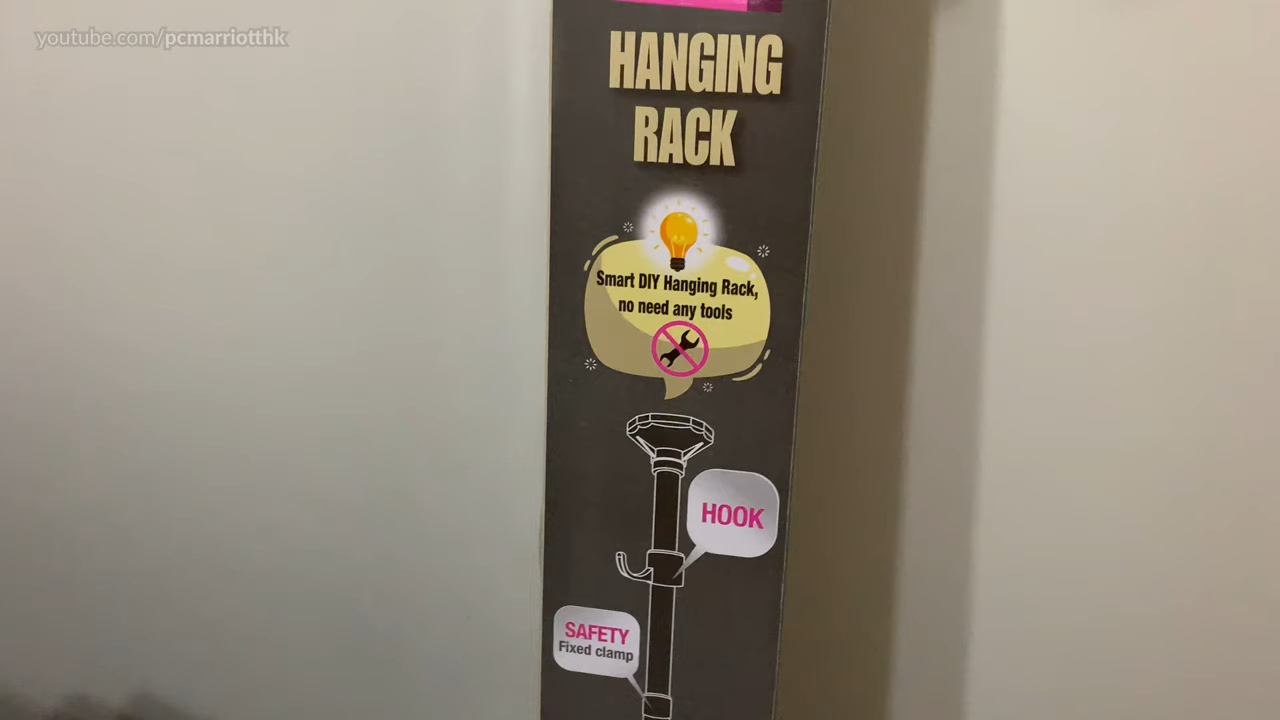 youtube.com/pcmarriotthk
HANGING
RACK
Smart DIY Hanging Rack,
no need any tools
HOOK
SAFETY
Fixed clamp